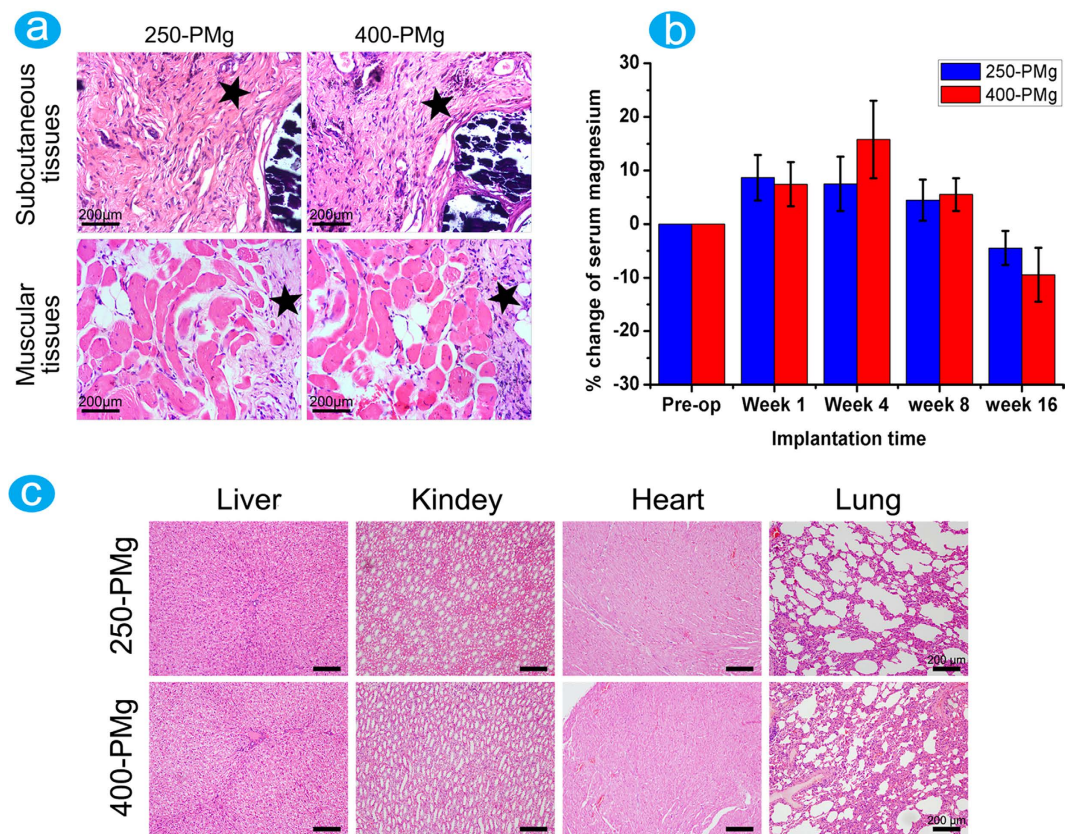 a
250-PMg 400-PMg
Subcutaneous
tissues
200μm 200μm
Muscular
tissues
200μm 200μm
b
30
20
10
0
-10
-20
-30
% change of serum magnesium
250-PMg
400-PMg
Pre-op Week 1 Week 4 week 8 week 16
Implantation time
c
Liver Kindey Heart Lung
250-PMg
200 μm
400-PMg
200 μm